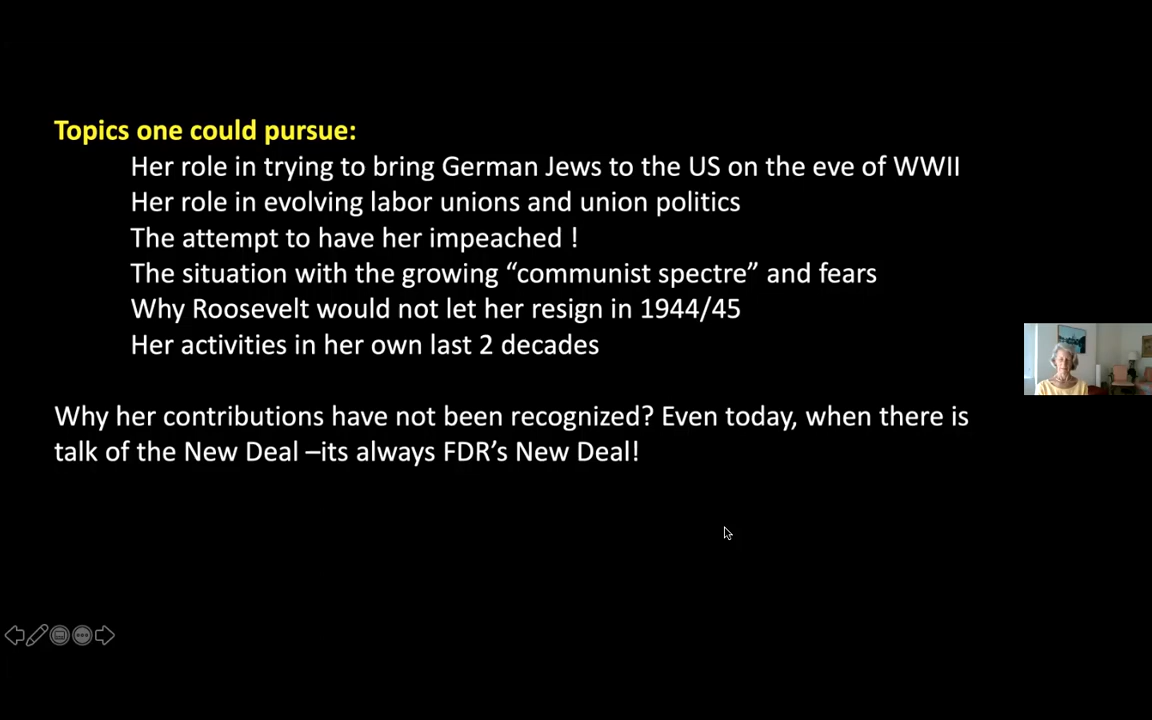 Topics one could pursue:
Her role in trying to bring German Jews to the US on the eve of WWII
Her role in evolving labor unions and union politics
The attempt to have her impeached !
The situation with the growing “communist spectre” and fears
Why Roosevelt would not let her resign in 1944/45
Her activities in her own last 2 decades
Why her contributions have not been recognized? Even today, when there is
talk of the New Deal –its always FDR’s New Deal!